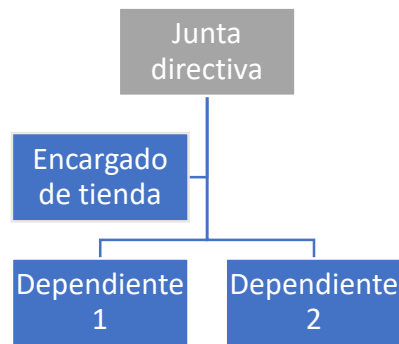 Junta
directiva
Encargado
de tienda
Dependiente
1
Dependiente
2